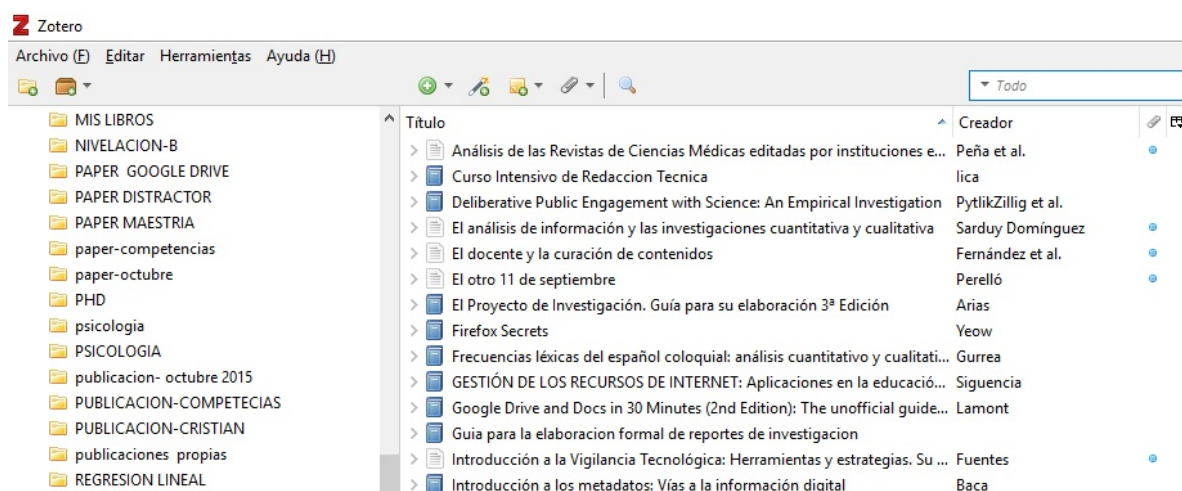 Zotero
Archivo (F) Editar Herramientas Ayuda (H)
Todo
MIS LIBROS
NIVELACION-B
PAPER GOOGLE DRIVE
PAPER DISTRACTOR
PAPER MAESTRIA
paper-competencias
paper-octubre
PHD
psicologia
PSICOLOGIA
publicacion- octubre 2015
PUBLICACION-COMPETECIAS
PUBLICACION-CRISTIAN
publicaciones propias
REGRESION LINEAL
Título Creador
Análisis de las Revistas de Ciencias Médicas editadas por instituciones e... Peña et al.
Curso Intensivo de Redaccion Tecnica Iica
Deliberative Public Engagement with Science: An Empirical Investigation PytlikZillig et al.
El análisis de información y las investigaciones cuantitativa y cualitativa Sarduy Domínguez
El docente y la curación de contenidos Fernández et al.
El otro 11 de septiembre Perelló
El Proyecto de Investigación. Guía para su elaboración 3ª Edición Arias
Firefox Secrets Yeow
Frecuencias léxicas del español coloquial: análisis cuantitativo y cualitati... Gurrea
GESTIÓN DE LOS RECURSOS DE INTERNET: Aplicaciones en la educació... Siguencia
Google Drive and Docs in 30 Minutes (2nd Edition): The unofficial guide... Lamont
Guia para la elaboracion formal de reportes de investigacion
Introducción a la Vigilancia Tecnológica: Herramientas y estrategias. Su ... Fuentes
Introducción a los metadatos: Vías a la información digital Baca